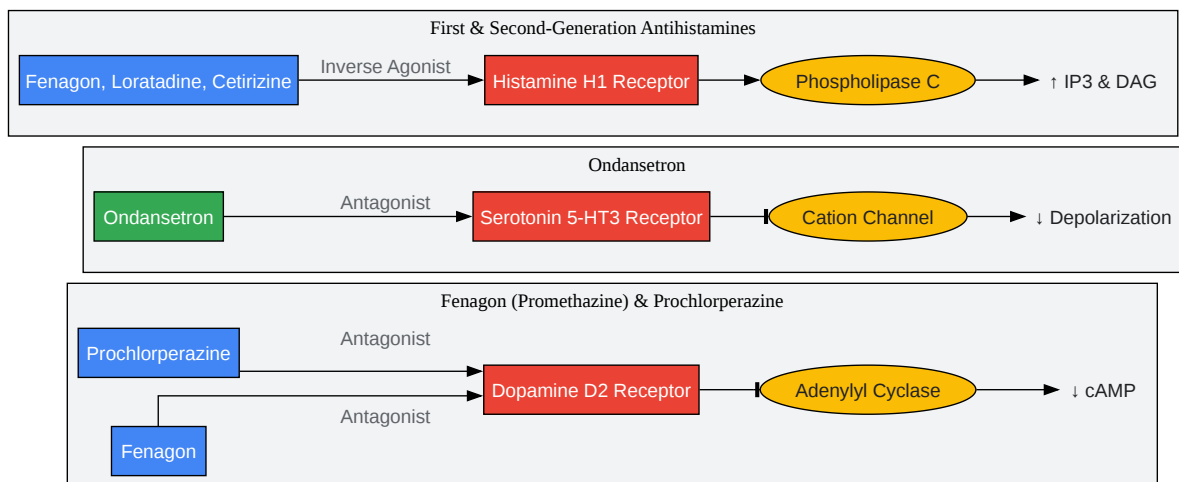 First & Second-Generation Antihistamines
Fenagon, Loratadine, Cetirizine
Inverse Agonist
Histamine H1 Receptor
Phospholipase C
↑ IP3 & DAG
Ondansetron
Ondansetron
Antagonist
Serotonin 5-HT3 Receptor
Cation Channel
↓ Depolarization
Fenagon (Promethazine) & Prochlorperazine
Prochlorperazine
Antagonist
Dopamine D2 Receptor
Adenylyl Cyclase
↓ cAMP
Antagonist
Fenagon